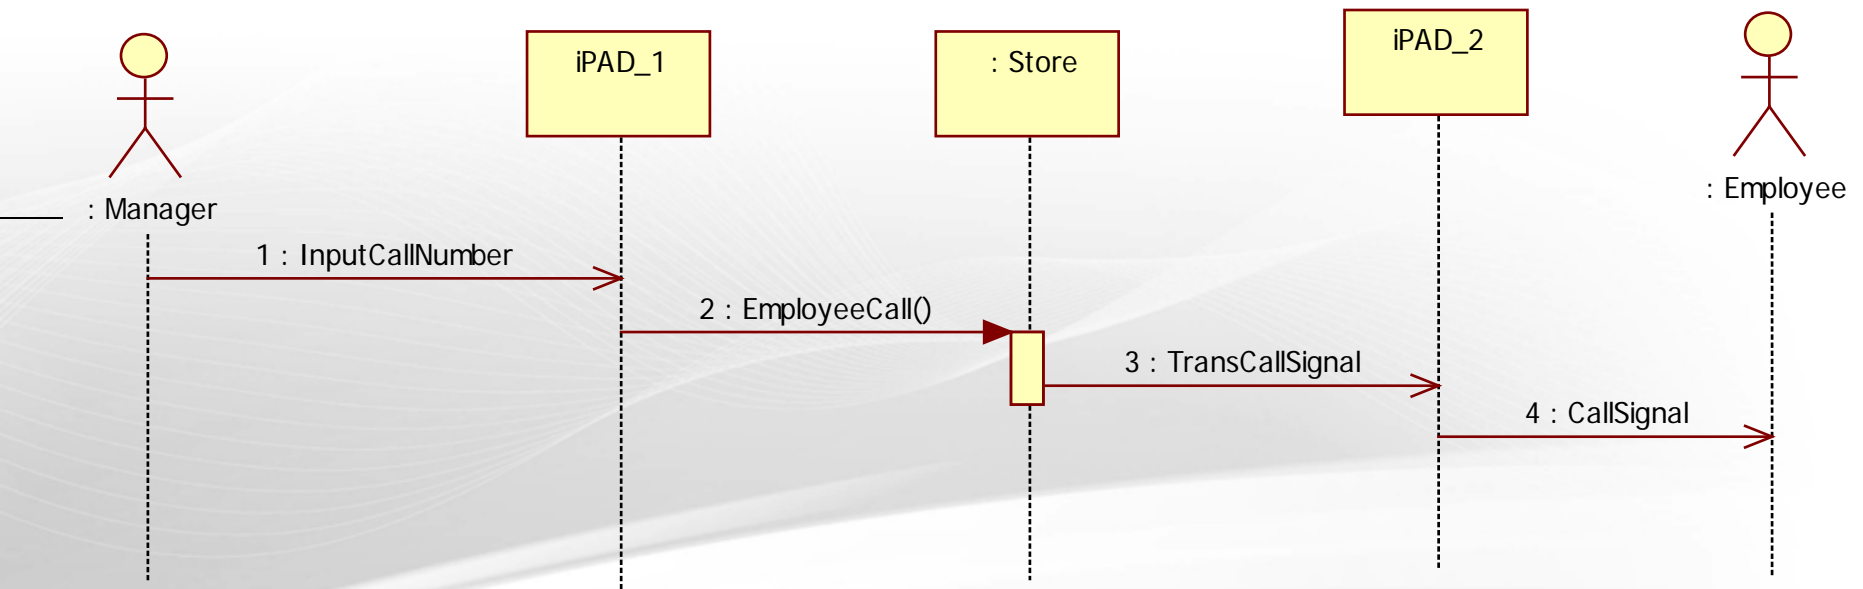 iPAD_1
: Store
iPAD_2
: Manager
: Employee
1 : InputCallNumber
2 : EmployeeCall()
3 : TransCallSignal
4 : CallSignal